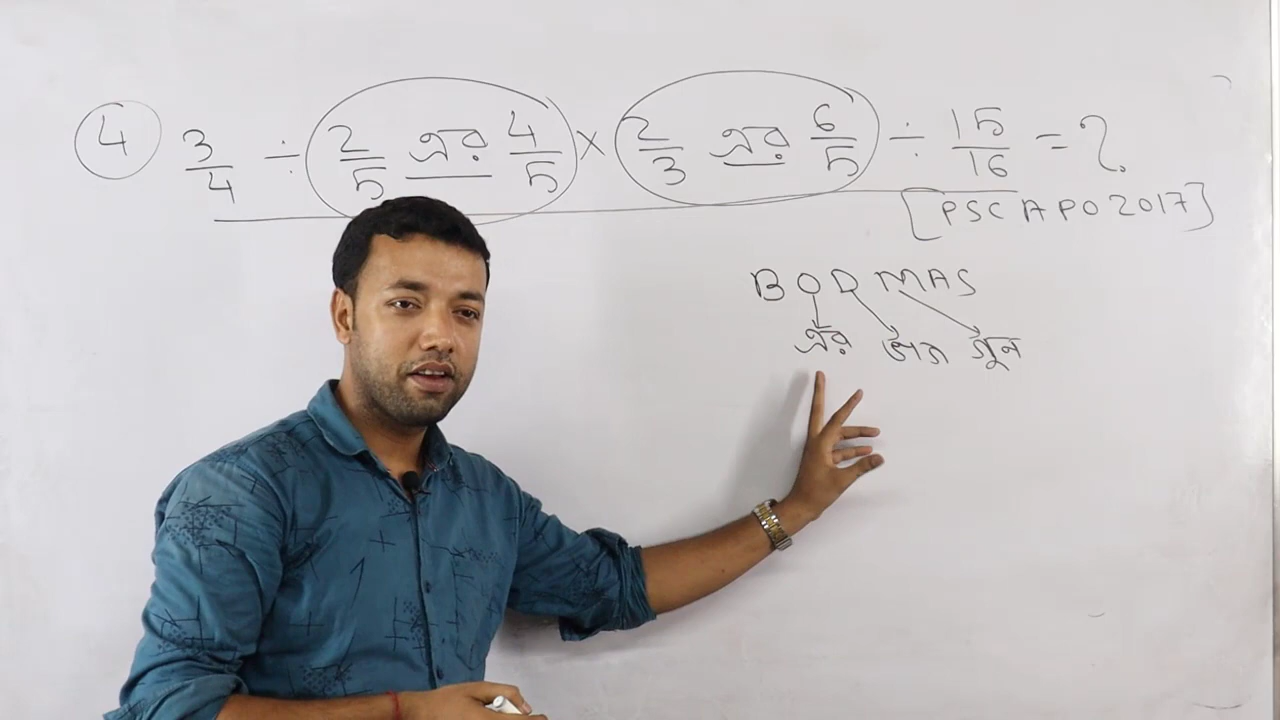 4 3/4 ÷ 2/5 এর 4/5 × 2/3 এর 6/5 ÷ 15/16 = ?
[PSC APO 2017]
BODMAS
এর ভাগ গুন